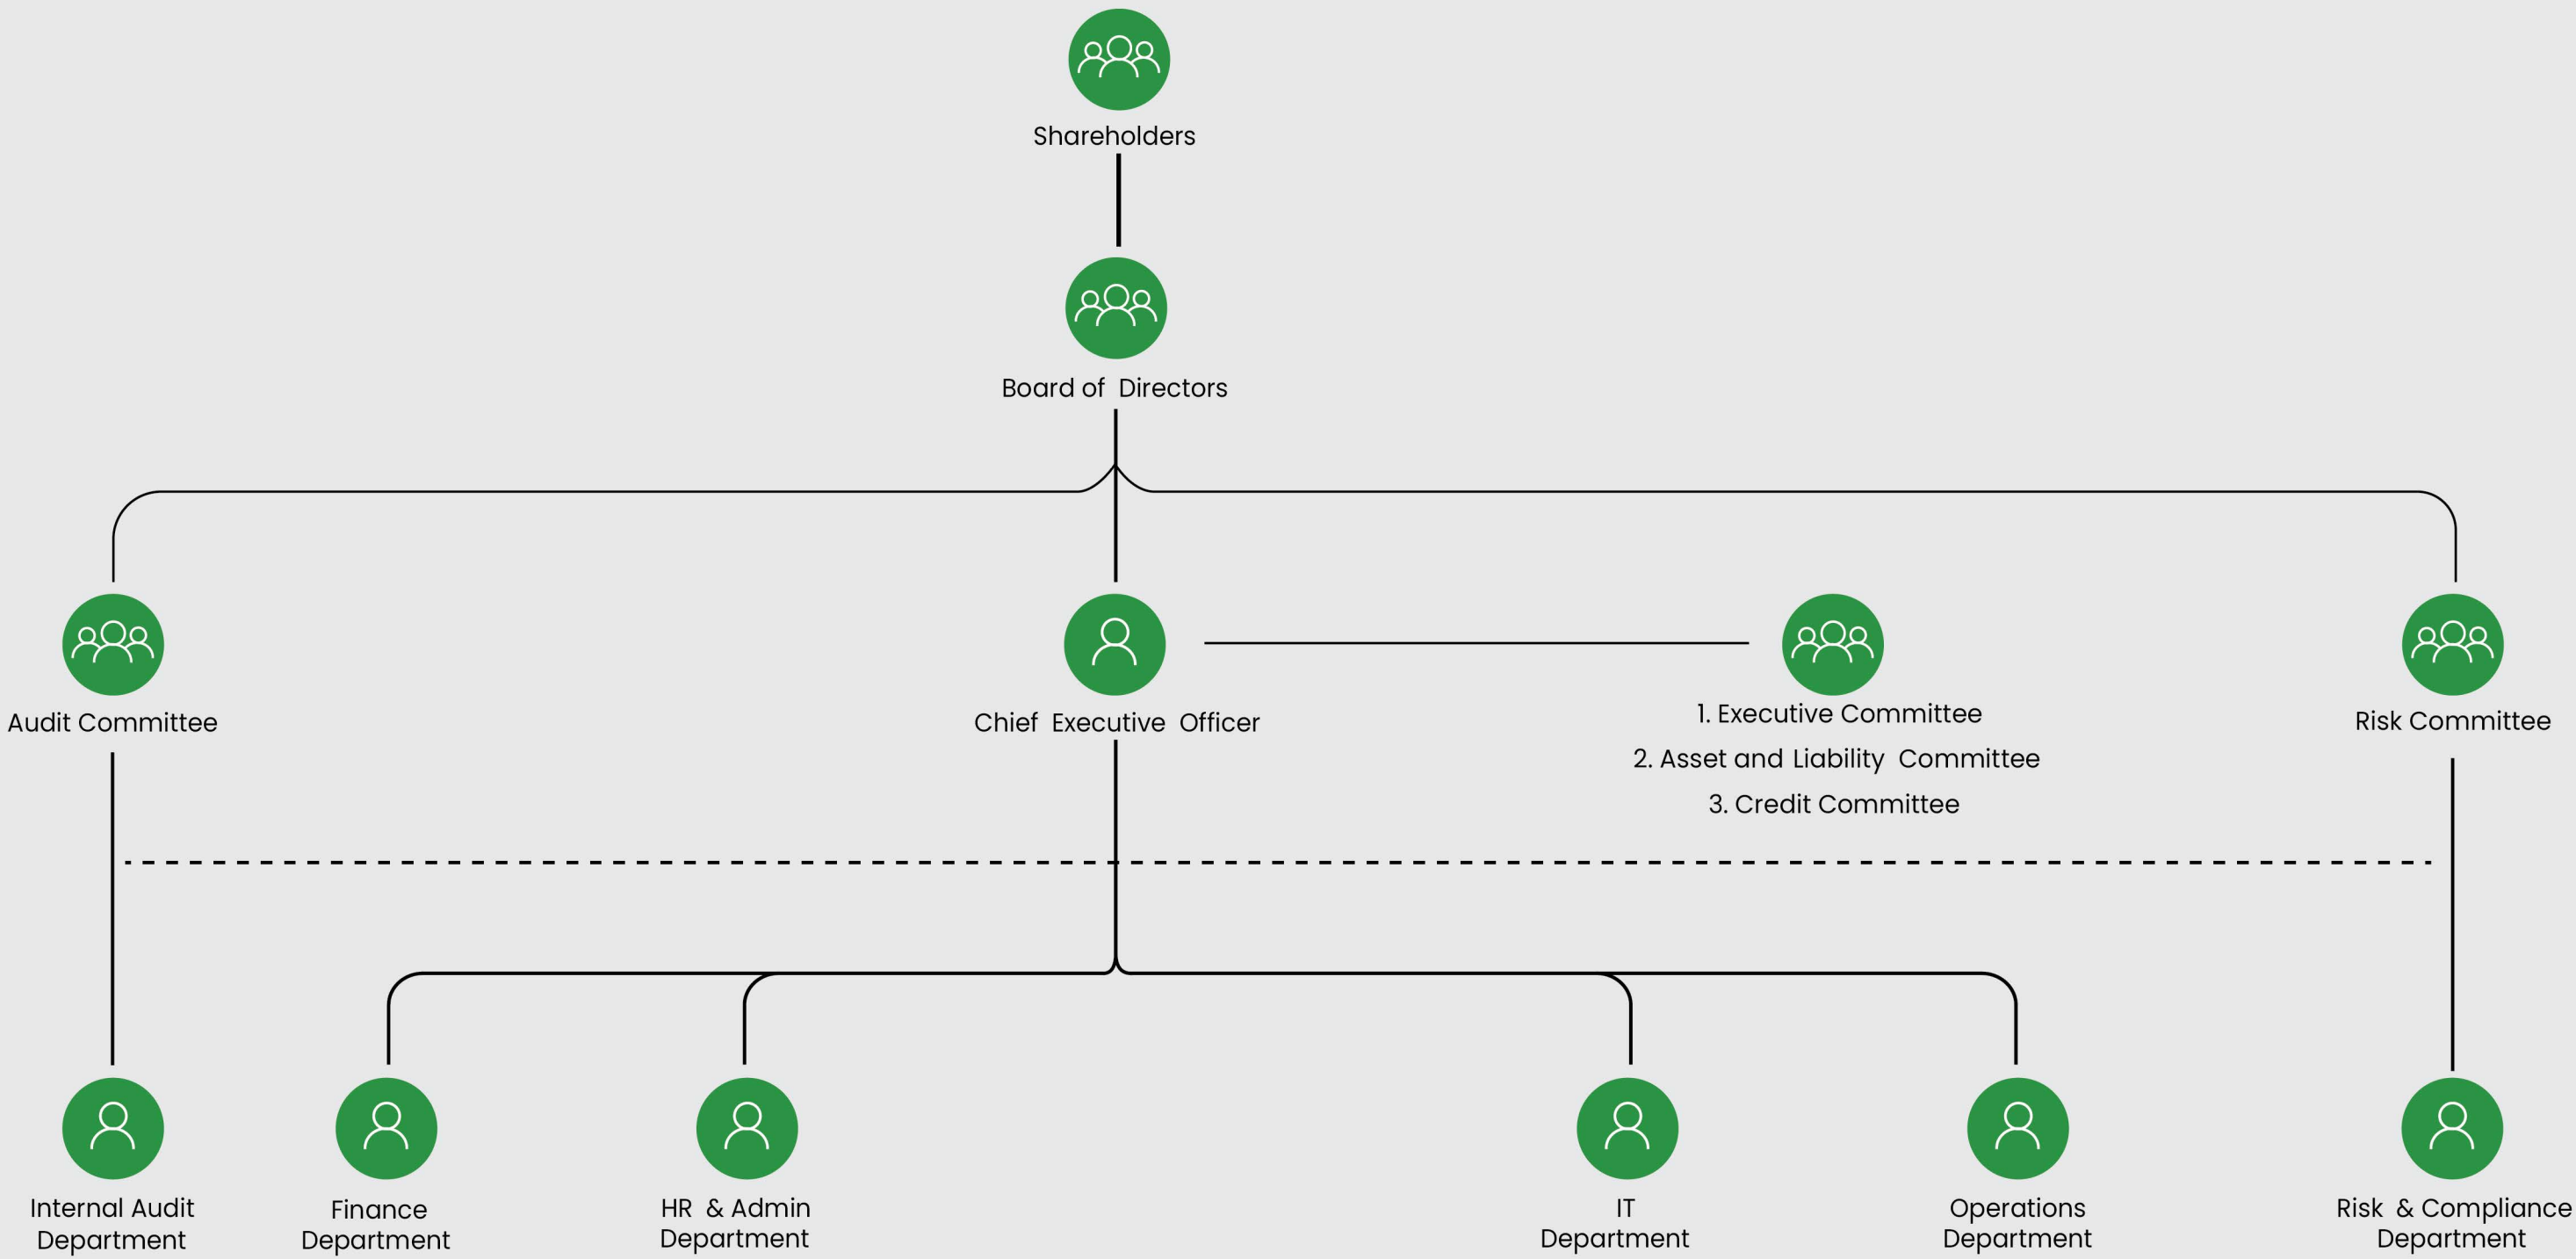 Shareholders
Board of Directors
Audit Committee
Chief Executive Officer
1. Executive Committee
2. Asset and Liability Committee
3. Credit Committee
Risk Committee
Internal Audit
Department
Finance
Department
HR & Admin
Department
IT
Department
Operations
Department
Risk & Compliance
Department